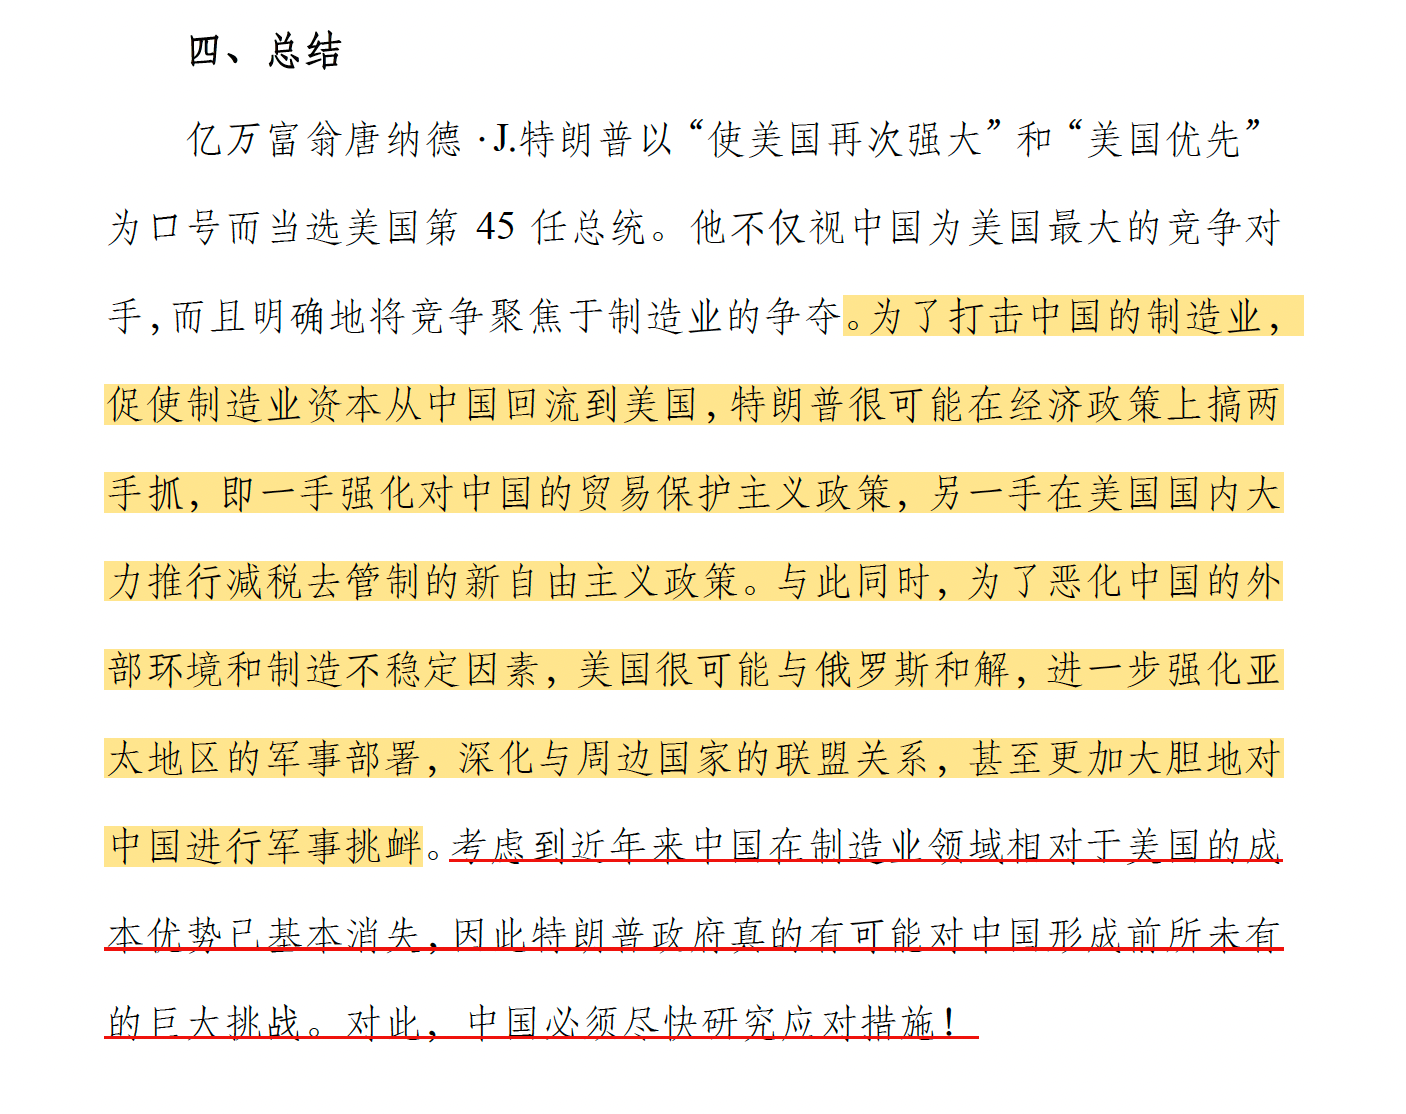 四、总结
亿万富翁唐纳德·J.特朗普以“使美国再次强大”和“美国优先”
为口号而当选美国第 45 任总统。他不仅视中国为美国最大的竞争对
手,而且明确地将竞争聚焦于制造业的争夺。为了打击中国的制造业,
促使制造业资本从中国回流到美国,特朗普很可能在经济政策上搞两
手抓,即一手强化对中国的贸易保护主义政策,另一手在美国国内大
力推行减税去管制的新自由主义政策。与此同时,为了恶化中国的外
部环境和制造不稳定因素,美国很可能与俄罗斯和解,进一步强化亚
太地区的军事部署,深化与周边国家的联盟关系,甚至更加大胆地对
中国进行军事挑衅。考虑到近年来中国在制造业领域相对于美国的成
本优势已基本消失,因此特朗普政府真的有可能对中国形成前所未有
的巨大挑战。对此,中国必须尽快研究应对措施!